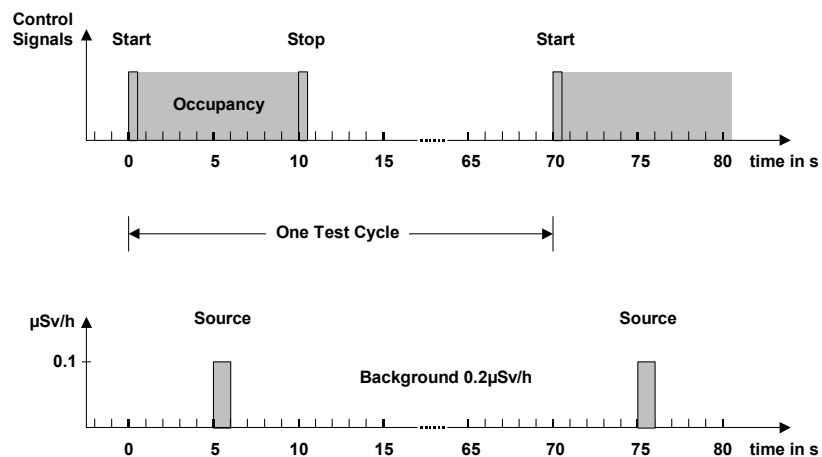 Control
Signals
Start
Stop
Start
Occupancy
0 5 10 15 65 70 75 80 time in s
One Test Cycle
µSv/h
Source
Source
0.1
Background 0.2µSv/h
0 5 10 15 65 70 75 80 time in s